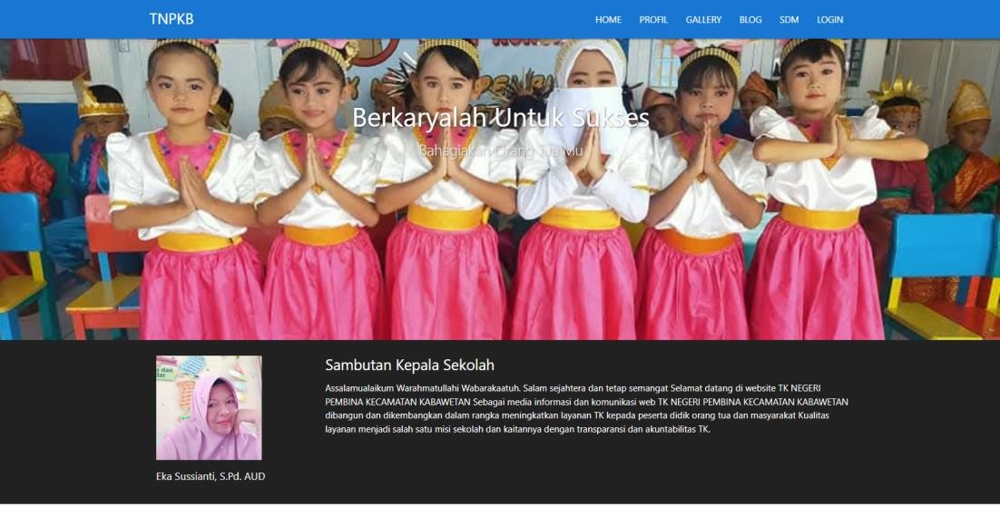 TNPKB
HOME PROFIL GALLERY BLOG SDM LOGIN
Berkaryalah Untuk Sukses
Bahagiakan Orang Tua Mu
Sambutan Kepala Sekolah
Assalamualaikum Warahmatullahi Wabarakaatuh. Salam sejahtera dan tetap semangat Selamat datang di website TK NEGERI
PEMBINA KECAMATAN KABAWETAN Sebagai media informasi dan komunikasi web TK NEGERI PEMBINA KECAMATAN KABAWETAN
dibangun dan dikembangkan dalam rangka meningkatkan layanan TK kepada peserta didik orang tua dan masyarakat Kualitas
layanan menjadi salah satu misi sekolah dan kaitannya dengan transparansi dan akuntabilitas TK.
Eka Sussianti, S.Pd. AUD